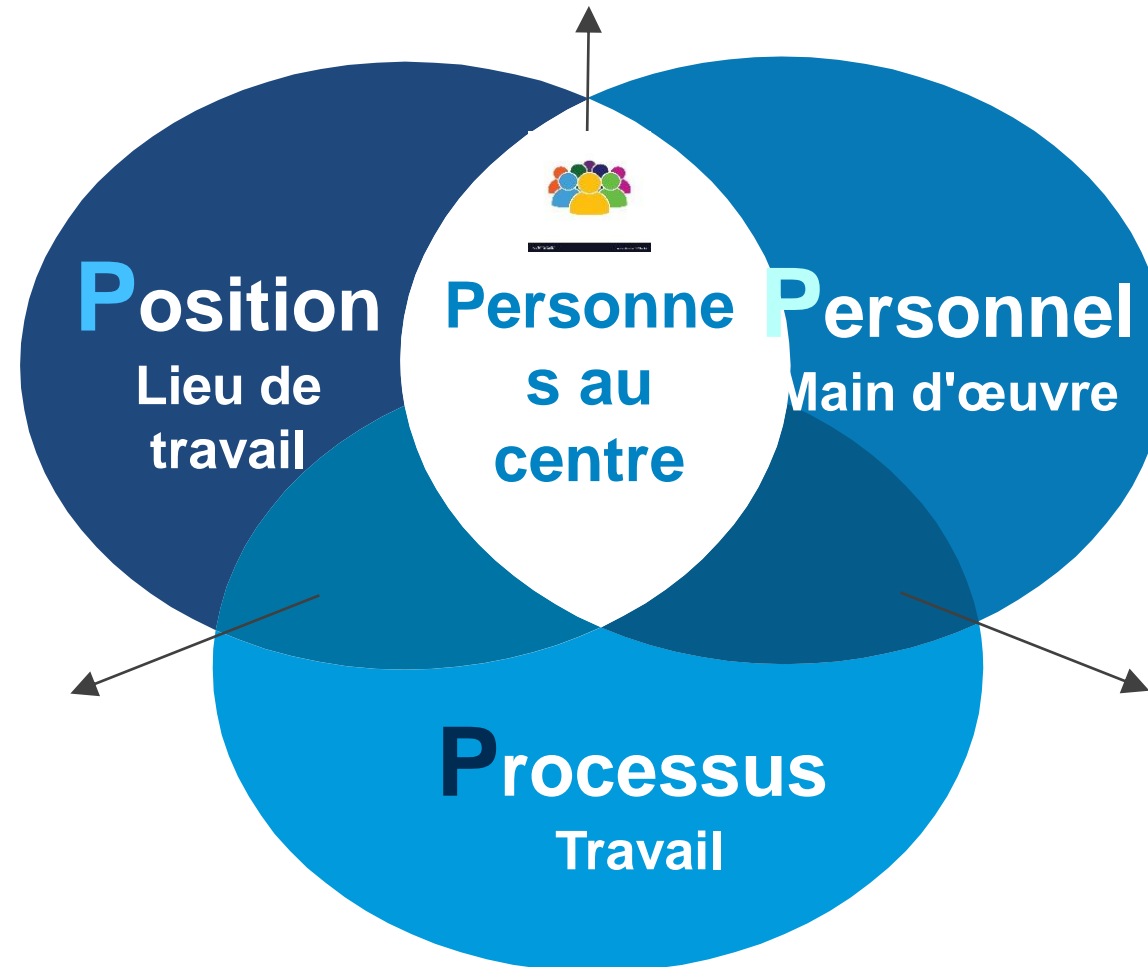 Position
Lieu de
travail
Personne
s au
centre
Personnel
Main d'œuvre
Processus
Travail